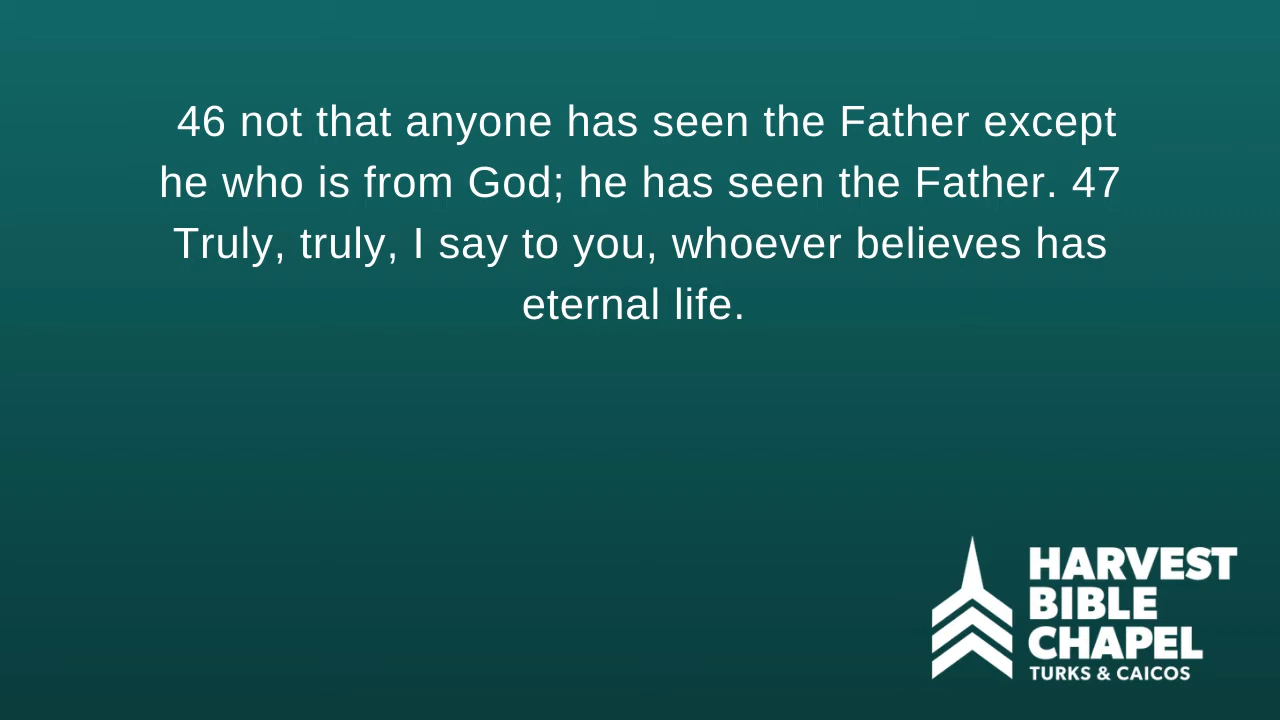 46 not that anyone has seen the Father except
he who is from God; he has seen the Father. 47
Truly, truly, I say to you, whoever believes has
eternal life.
HARVEST
BIBLE
CHAPEL
TURKS & CAICOS